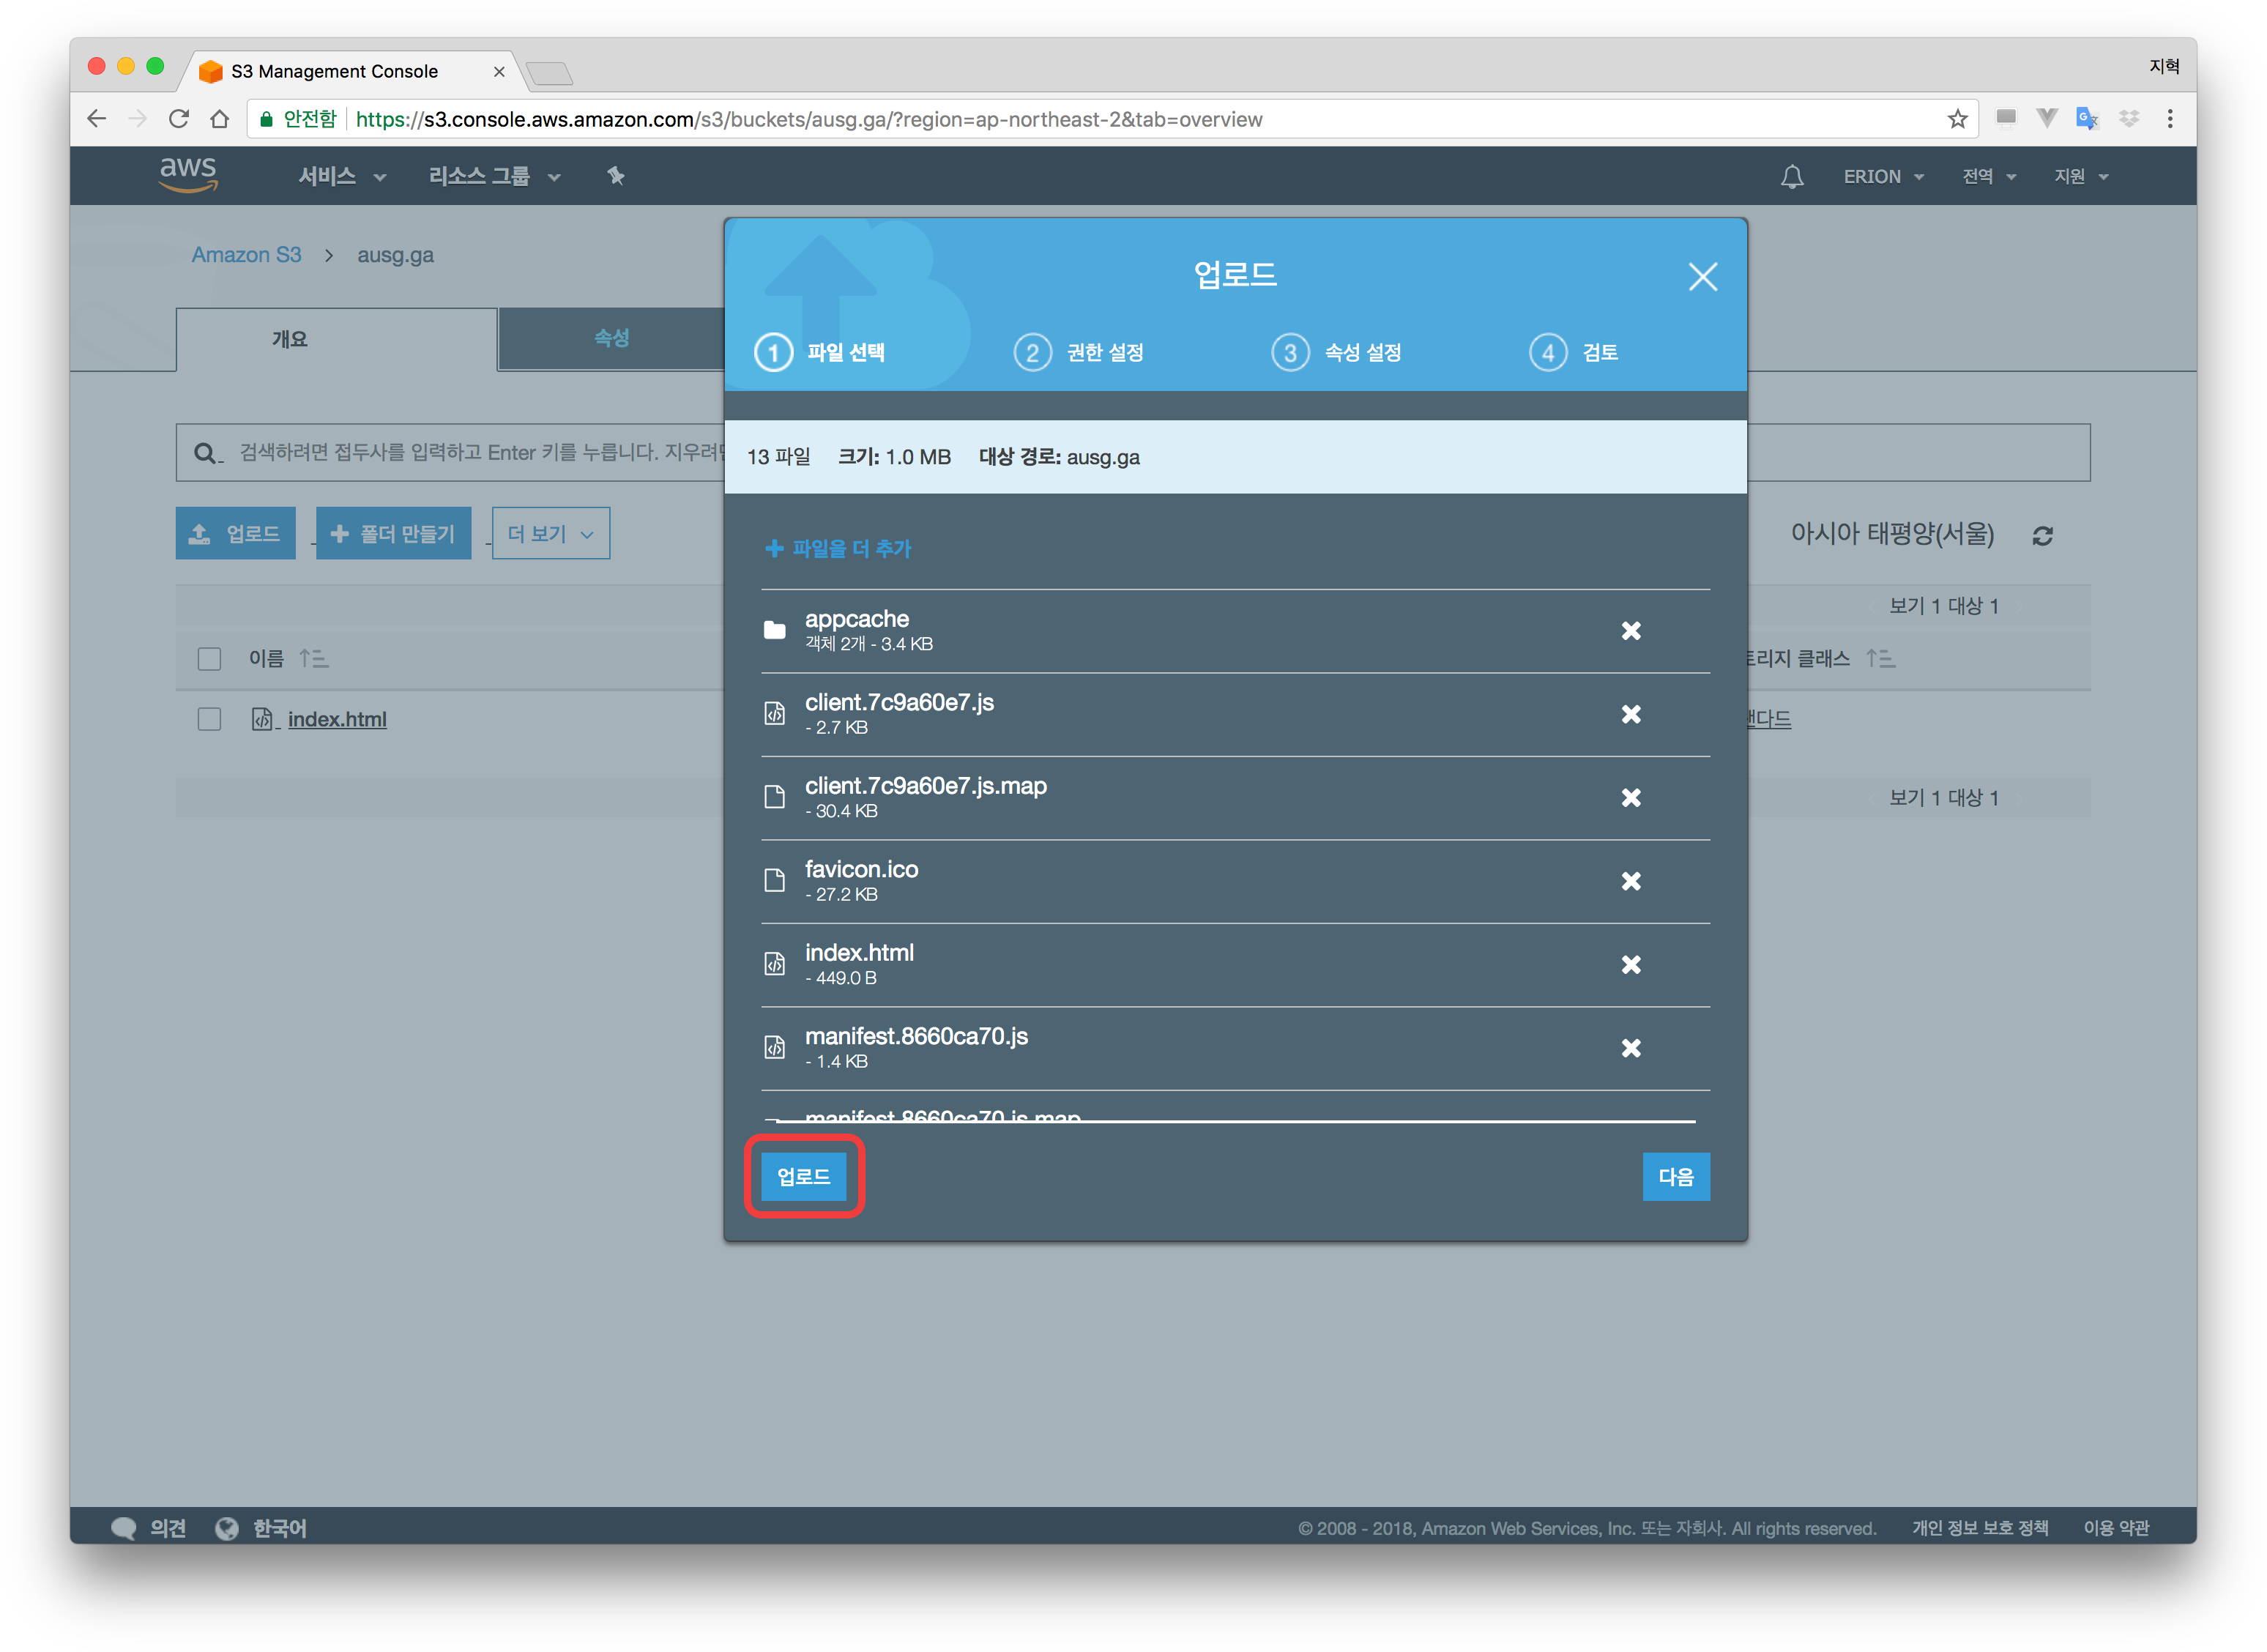 S3 Management Console
지혁
안전함 https://s3.console.aws.amazon.com/s3/buckets/ausg.ga/?region=ap-northeast-2&tab=overview
aws 서비스 리소스 그룹 ERION 전역 지원
Amazon S3 > ausg.ga
개요
속성
업로드
1 파일 선택 2 권한 설정 3 속성 설정 4 검토
검색하려면 접두사를 입력하고 Enter 키를 누릅니다.
13 파일 크기: 1.0 MB 대상 경로: ausg.ga
업로드 폴더 만들기 더 보기
아시아 태평양(서울)
파일을 더 추가
보기 1 대상 1
이름
클래스
index.html
보기 1 대상 1
appcache
객체 2개 - 3.4 KB
client.7c9a60e7.js
- 2.7 KB
client.7c9a60e7.js.map
- 30.4 KB
favicon.ico
- 27.2 KB
index.html
- 449.0 B
manifest.8660ca70.js
- 1.4 KB
manifest.8660ca70.js.map
업로드
다음
의견 한국어
© 2008 - 2018, Amazon Web Services, Inc. 또는 자회사. All rights reserved. 개인 정보 보호 정책 이용 약관